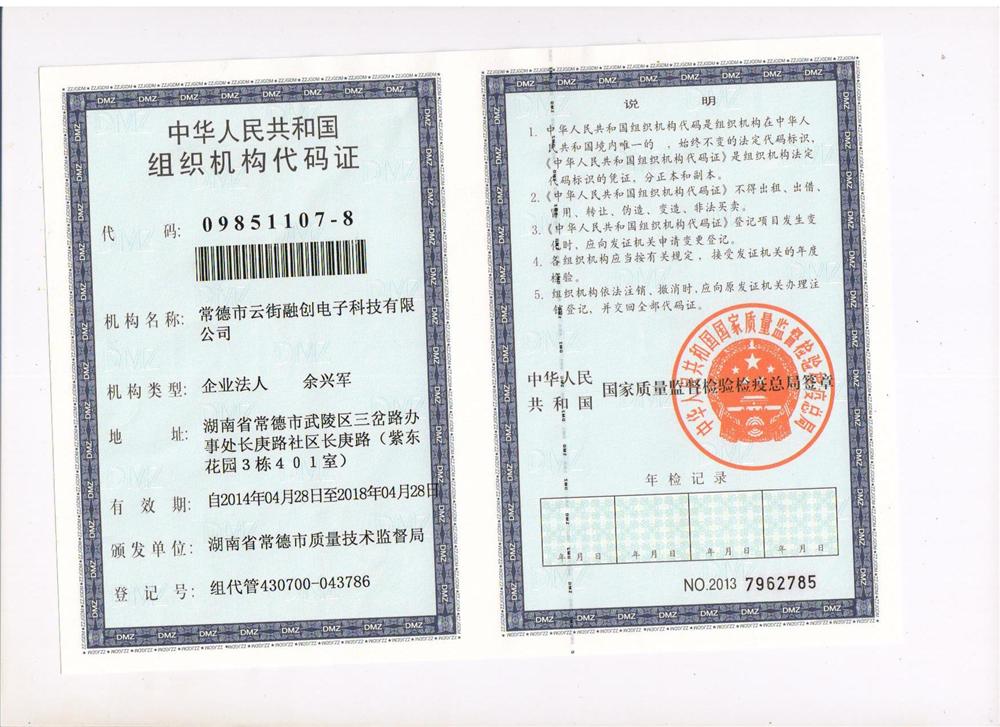 中华人民共和国
组织机构代码证
代 码: 09851107-8
机构名称: 常德市云街融创电子科技有限
公司
机构类型: 企业法人 余兴军
地 址: 湖南省常德市武陵区三岔路办
事处长庚路社区长庚路（紫东
花园3栋401室）
有 效 期: 自2014年04月28日至2018年04月28日
颁发单位: 湖南省常德市质量技术监督局
登 记 号: 组代管430700-043786
说 明
1. 中华人民共和国组织机构代码是组织机构在中华人
民共和国境内唯一的 、始终不变的法定代码标识，
《中华人民共和国组织机构代码证》是组织机构法定
代码标识的凭证，分正本和副本。
2. 《中华人民共和国组织机构代码证》不得出租、出借、
冒用、转让、伪造、变造、非法买卖。
3. 《中华人民共和国组织机构代码证》登记项目发生变
化时，应向发证机关申请变更登记。
4. 各组织机构应当按有关规定，接受发证机关的年度
检验。
5. 组织机构依法注销、撤消时，应向原发证机关办理注
销登记，并交回全部代码证。
中华人民
共和国 国家质量监督检验检疫总局签章
中华人民共和国国家质量监督检验检疫总局
年 检 记 录
年 月 日 年 月 日 年 月 日 年 月 日
NO.2013 7962785